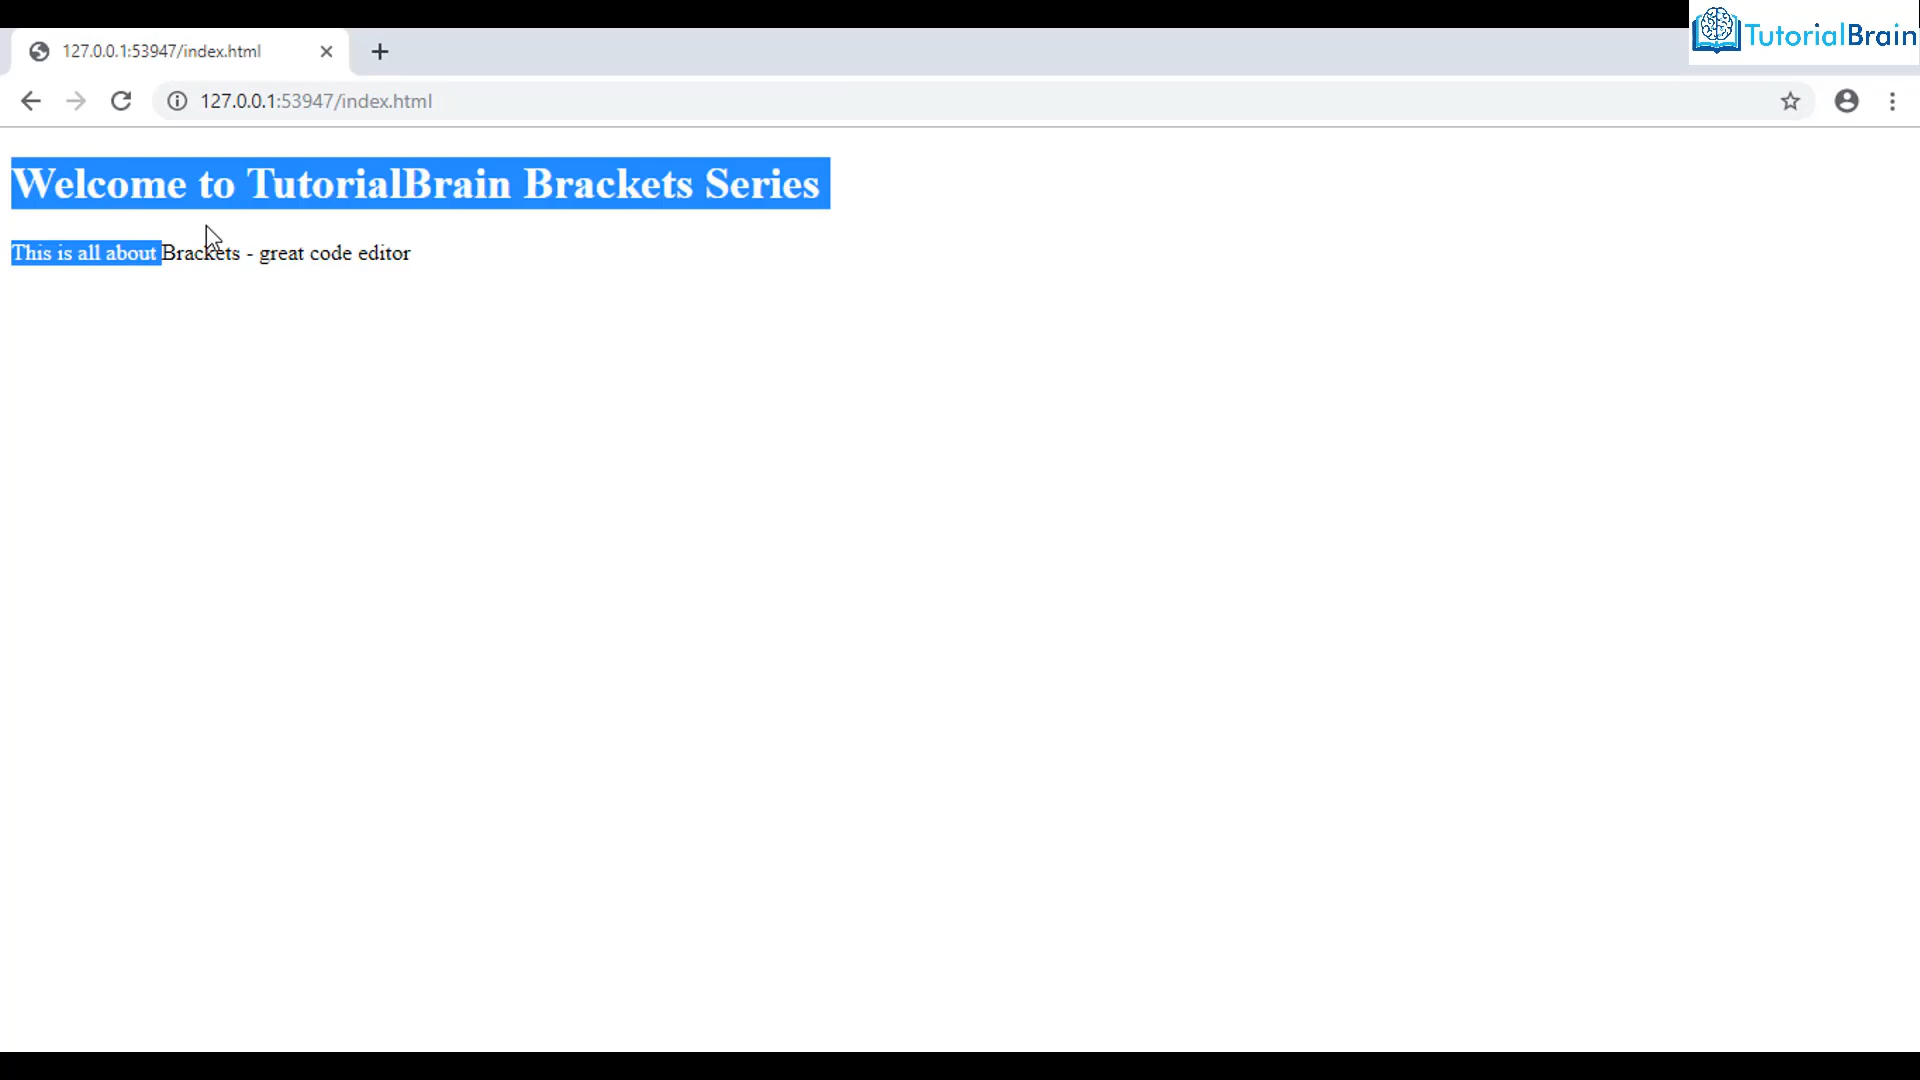 TutorialBrain
127.0.0.1:53947/index.html
127.0.0.1:53947/index.html
Welcome to TutorialBrain Brackets Series
This is all about Brackets - great code editor